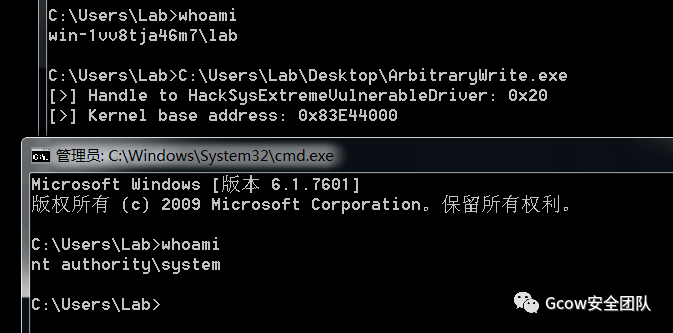 C:\Users\Lab>whoami
win-1vv8tja46m7\lab
C:\Users\Lab>C:\Users\Lab\Desktop\ArbitraryWrite.exe
[>] Handle to HackSysExtremeVulnerableDriver: 0x20
[>] Kernel base address: 0x83E44000
管理员: C:\Windows\System32\cmd.exe
Microsoft Windows [版本 6.1.7601]
版权所有 (c) 2009 Microsoft Corporation。保留所有权利。
C:\Users\Lab>whoami
nt authority\system
C:\Users\Lab>
Gcow安全团队